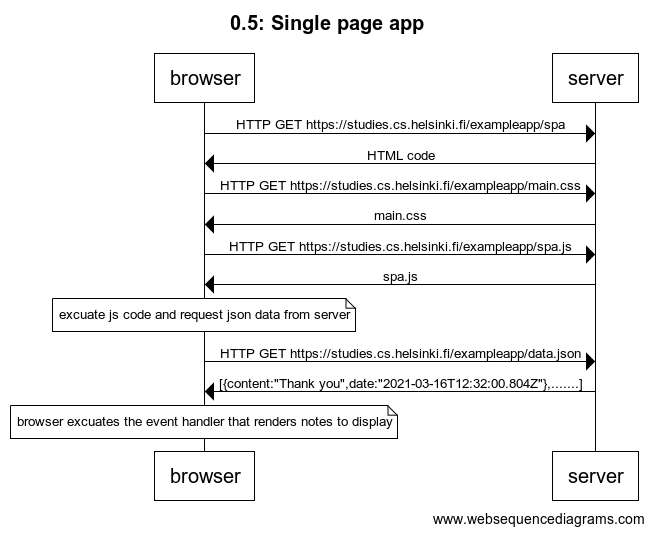 0.5: Single page app
browser
server
HTTP GET https://studies.cs.helsinki.fi/exampleapp/spa
HTML code
HTTP GET https://studies.cs.helsinki.fi/exampleapp/main.css
main.css
HTTP GET https://studies.cs.helsinki.fi/exampleapp/spa.js
spa.js
excuate js code and request json data from server
HTTP GET https://studies.cs.helsinki.fi/exampleapp/data.json
[{content:"Thank you",date:"2021-03-16T12:32:00.804Z"},.......]
browser excuates the event handler that renders notes to display
browser
server
www.websequencediagrams.com